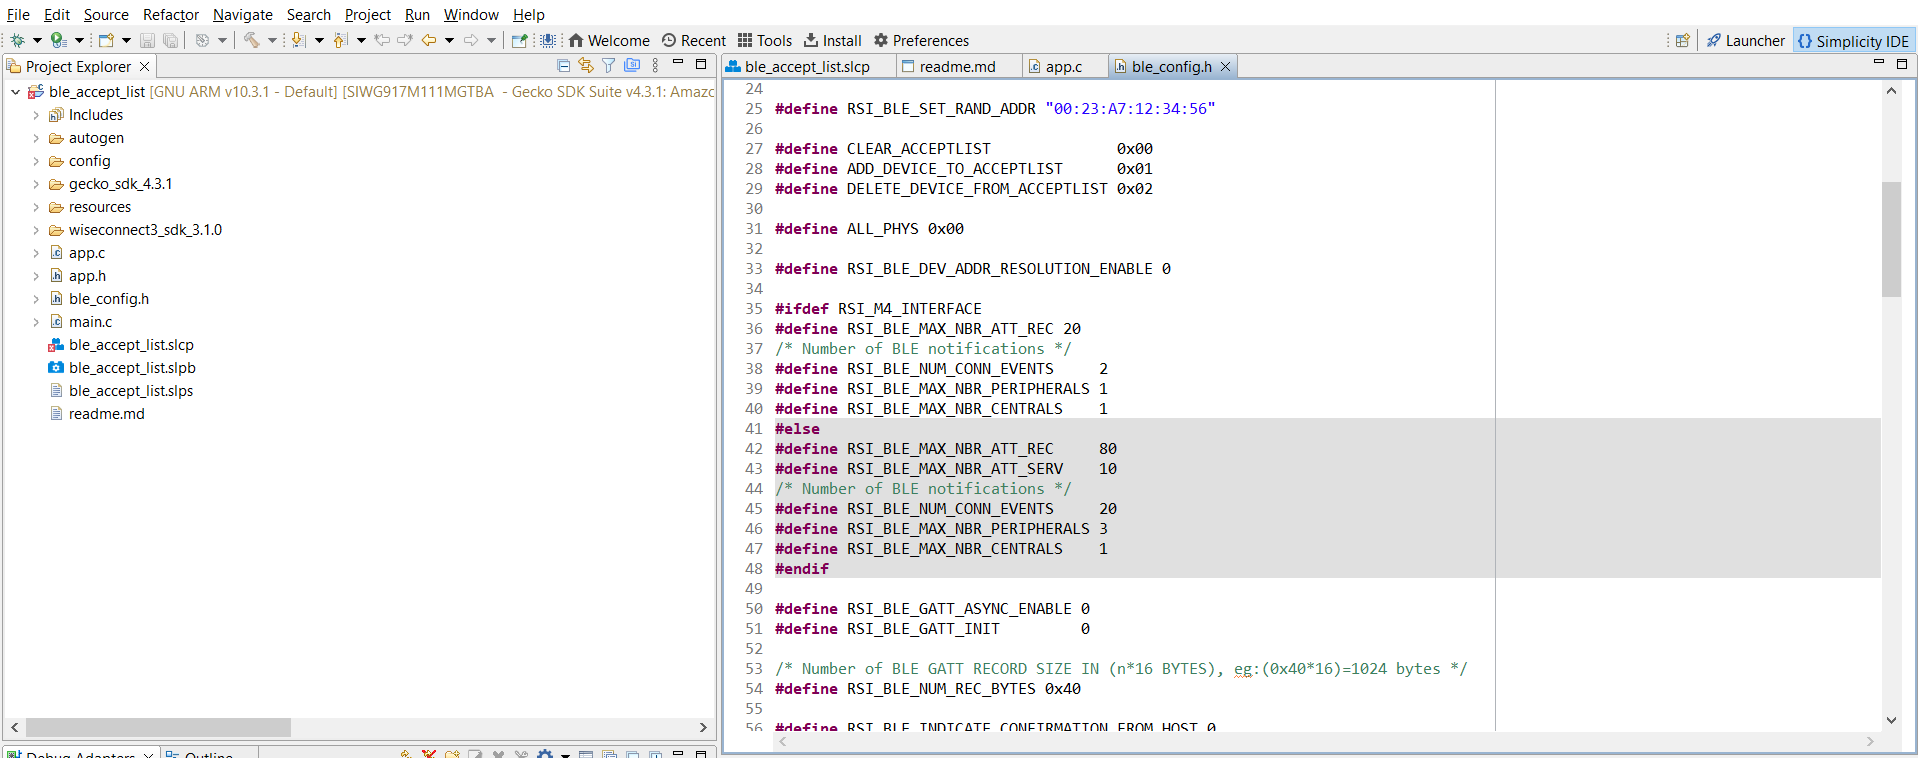 File Edit Source Refactor Navigate Search Project Run Window Help
Welcome Recent Tools Install Preferences Launcher Simplicity IDE
Project Explorer
ble_accept_list [GNU ARM v10.3.1 - Default] [SIWG917M111MGTBA - Gecko SDK Suite v4.3.1: Amazc
Includes
autogen
config
gecko_sdk_4.3.1
resources
wiseconnect3_sdk_3.1.0
app.c
app.h
ble_config.h
main.c
ble_accept_list.slcp
ble_accept_list.slpb
ble_accept_list.slps
readme.md
Debug Adapters Outline
ble_accept_list.slcp readme.md app.c ble_config.h
24
25 #define RSI_BLE_SET_RAND_ADDR "00:23:A7:12:34:56"
26
27 #define CLEAR_ACCEPTLIST 0x00
28 #define ADD_DEVICE_TO_ACCEPTLIST 0x01
29 #define DELETE_DEVICE_FROM_ACCEPTLIST 0x02
30
31 #define ALL_PHYS 0x00
32
33 #define RSI_BLE_DEV_ADDR_RESOLUTION_ENABLE 0
34
35 #ifdef RSI_M4_INTERFACE
36 #define RSI_BLE_MAX_NBR_ATT_REC 20
37 /* Number of BLE notifications */
38 #define RSI_BLE_NUM_CONN_EVENTS 2
39 #define RSI_BLE_MAX_NBR_PERIPHERALS 1
40 #define RSI_BLE_MAX_NBR_CENTRALS 1
41 #else
42 #define RSI_BLE_MAX_NBR_ATT_REC 80
43 #define RSI_BLE_MAX_NBR_ATT_SERV 10
44 /* Number of BLE notifications */
45 #define RSI_BLE_NUM_CONN_EVENTS 20
46 #define RSI_BLE_MAX_NBR_PERIPHERALS 3
47 #define RSI_BLE_MAX_NBR_CENTRALS 1
48 #endif
49
50 #define RSI_BLE_GATT_ASYNC_ENABLE 0
51 #define RSI_BLE_GATT_INIT 0
52
53 /* Number of BLE GATT RECORD SIZE IN (n*16 BYTES), eg:(0x40*16)=1024 bytes */
54 #define RSI_BLE_NUM_REC_BYTES 0x40
55
56 #define RSI_BLE_INDICATE_CONFIRMATION_FROM_HOST 0